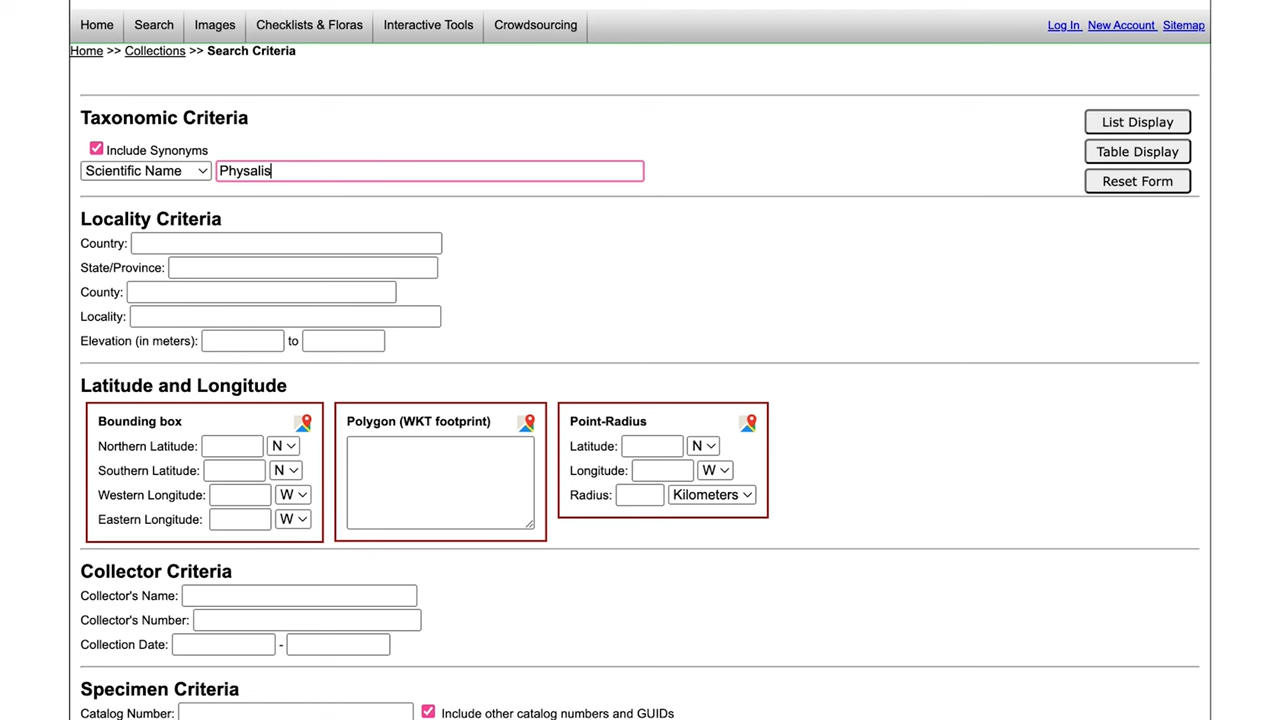 Home Search Images Checklists & Floras Interactive Tools Crowdsourcing Log In New Account Sitemap
Home >> Collections >> Search Criteria
Taxonomic Criteria
List Display
Include Synonyms
Table Display
Scientific Name Physalis
Reset Form
Locality Criteria
Country:
State/Province:
County:
Locality:
Elevation (in meters): to
Latitude and Longitude
Bounding box Polygon (WKT footprint) Point-Radius
Northern Latitude: N Latitude: N
Southern Latitude: N Longitude: W
Western Longitude: W Radius: Kilometers
Eastern Longitude: W
Collector Criteria
Collector's Name:
Collector's Number:
Collection Date: -
Specimen Criteria
Catalog Number: Include other catalog numbers and GUIDs